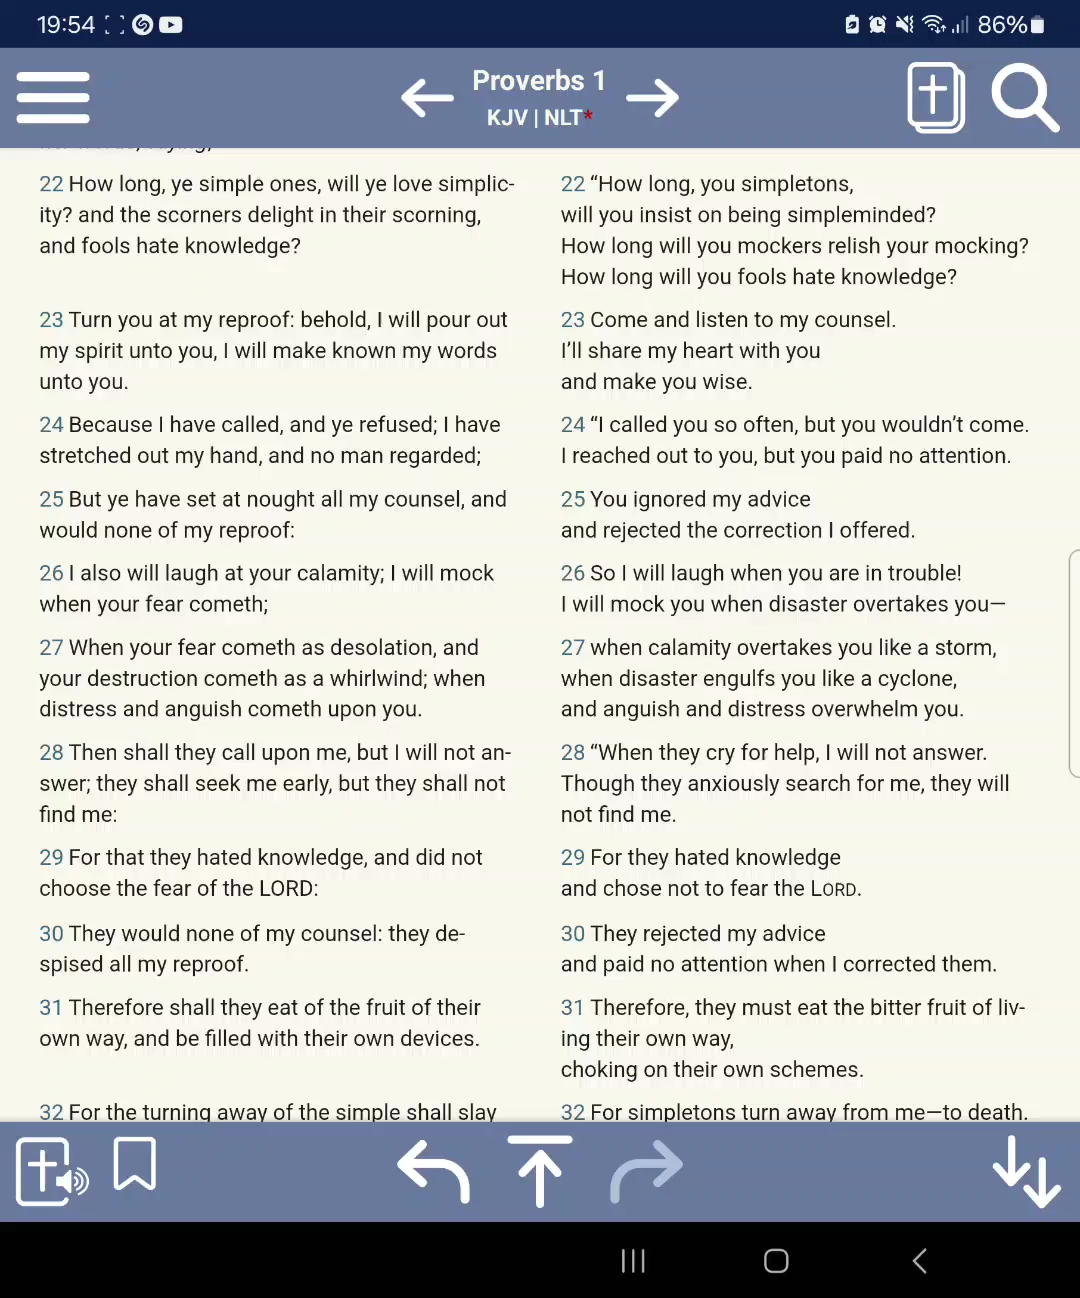 19:54
86%
Proverbs 1
KJV | NLT*
22 How long, ye simple ones, will ye love simplic-
ity? and the scorners delight in their scorning,
and fools hate knowledge?
23 Turn you at my reproof: behold, I will pour out
my spirit unto you, I will make known my words
unto you.
24 Because I have called, and ye refused; I have
stretched out my hand, and no man regarded;
25 But ye have set at nought all my counsel, and
would none of my reproof:
26 I also will laugh at your calamity; I will mock
when your fear cometh;
27 When your fear cometh as desolation, and
your destruction cometh as a whirlwind; when
distress and anguish cometh upon you.
28 Then shall they call upon me, but I will not an-
swer; they shall seek me early, but they shall not
find me:
29 For that they hated knowledge, and did not
choose the fear of the LORD:
30 They would none of my counsel: they de-
spised all my reproof.
31 Therefore shall they eat of the fruit of their
own way, and be filled with their own devices.
32 For the turning away of the simple shall slay
22 “How long, you simpletons,
will you insist on being simpleminded?
How long will you mockers relish your mocking?
How long will you fools hate knowledge?
23 Come and listen to my counsel.
I’ll share my heart with you
and make you wise.
24 “I called you so often, but you wouldn’t come.
I reached out to you, but you paid no attention.
25 You ignored my advice
and rejected the correction I offered.
26 So I will laugh when you are in trouble!
I will mock you when disaster overtakes you—
27 when calamity overtakes you like a storm,
when disaster engulfs you like a cyclone,
and anguish and distress overwhelm you.
28 “When they cry for help, I will not answer.
Though they anxiously search for me, they will
not find me.
29 For they hated knowledge
and chose not to fear the LORD.
30 They rejected my advice
and paid no attention when I corrected them.
31 Therefore, they must eat the bitter fruit of liv-
ing their own way,
choking on their own schemes.
32 For simpletons turn away from me—to death.